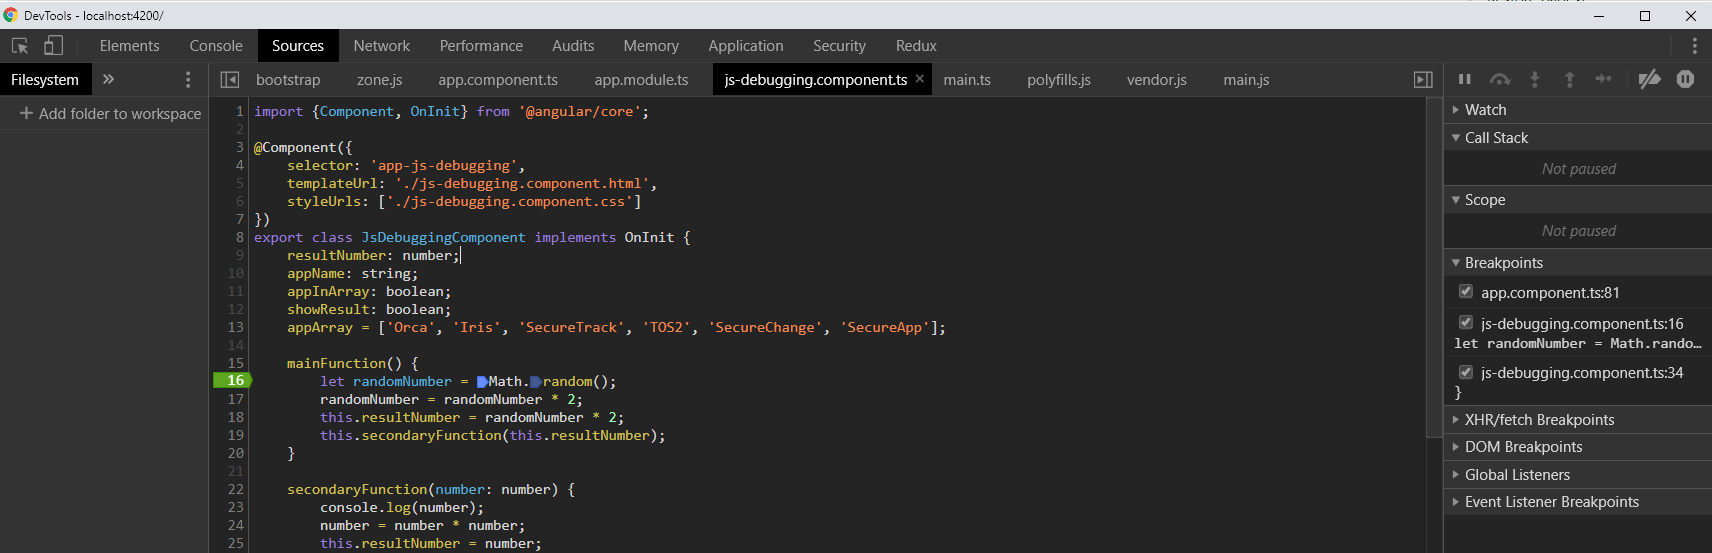 DevTools - localhost:4200/
Elements Console Sources Network Performance Audits Memory Application Security Redux
Filesystem » bootstrap zone.js app.component.ts app.module.ts js-debugging.component.ts × main.ts polyfills.js vendor.js main.js
+ Add folder to workspace
1 import {Component, OnInit} from '@angular/core';
2
3 @Component({
4 selector: 'app-js-debugging',
5 templateUrl: './js-debugging.component.html',
6 styleUrls: ['./js-debugging.component.css']
7 })
8 export class JsDebuggingComponent implements OnInit {
9 resultNumber: number;
10 appName: string;
11 appInArray: boolean;
12 showResult: boolean;
13 appArray = ['Orca', 'Iris', 'SecureTrack', 'TOS2', 'SecureChange', 'SecureApp'];
14
15 mainFunction() {
16 let randomNumber = Math.random();
17 randomNumber = randomNumber * 2;
18 this.resultNumber = randomNumber * 2;
19 this.secondaryFunction(this.resultNumber);
20 }
21
22 secondaryFunction(number: number) {
23 console.log(number);
24 number = number * number;
25 this.resultNumber = number;
Watch
Call Stack
Not paused
Scope
Not paused
Breakpoints
app.component.ts:81
js-debugging.component.ts:16
let randomNumber = Math.rando…
js-debugging.component.ts:34
}
XHR/fetch Breakpoints
DOM Breakpoints
Global Listeners
Event Listener Breakpoints